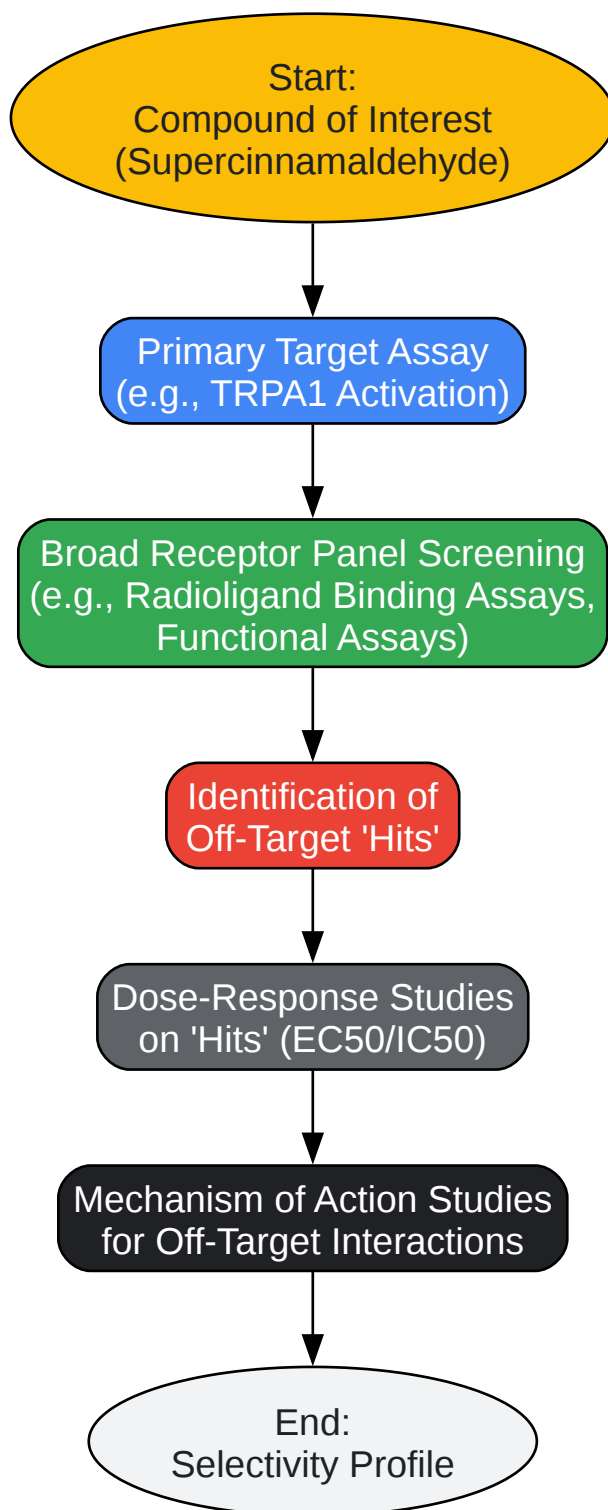 Start:
Compound of Interest
(Supercinnamaldehyde)
Primary Target Assay
(e.g., TRPA1 Activation)
Broad Receptor Panel Screening
(e.g., Radioligand Binding Assays,
Functional Assays)
Identification of
Off-Target 'Hits'
Dose-Response Studies
on 'Hits' (EC50/IC50)
Mechanism of Action Studies
for Off-Target Interactions
End:
Selectivity Profile